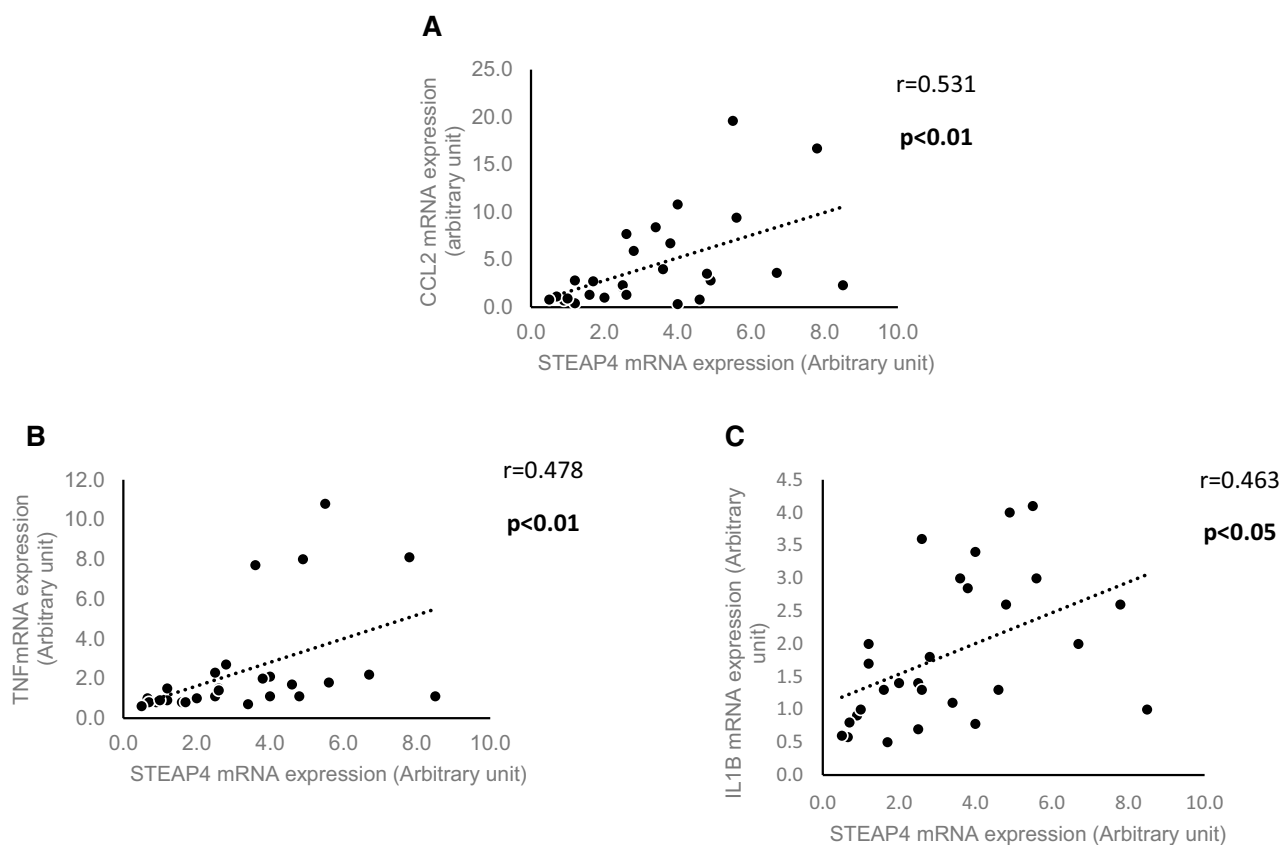 A
CCL2 mRNA expression
(arbitrary unit)
25.0
20.0
15.0
10.0
5.0
0.0
0.0 2.0 4.0 6.0 8.0 10.0
STEAP4 mRNA expression (Arbitrary unit)
r=0.531
p<0.01
B
TNFmRNA expression
(Arbitrary unit)
12.0
10.0
8.0
6.0
4.0
2.0
0.0
0.0 2.0 4.0 6.0 8.0 10.0
STEAP4 mRNA expression (Arbitrary unit)
r=0.478
p<0.01
C
IL1B mRNA expression (Arbitrary
unit)
4.5
4.0
3.5
3.0
2.5
2.0
1.5
1.0
0.5
0.0
0.0 2.0 4.0 6.0 8.0 10.0
STEAP4 mRNA expression (Arbitrary unit)
r=0.463
p<0.05